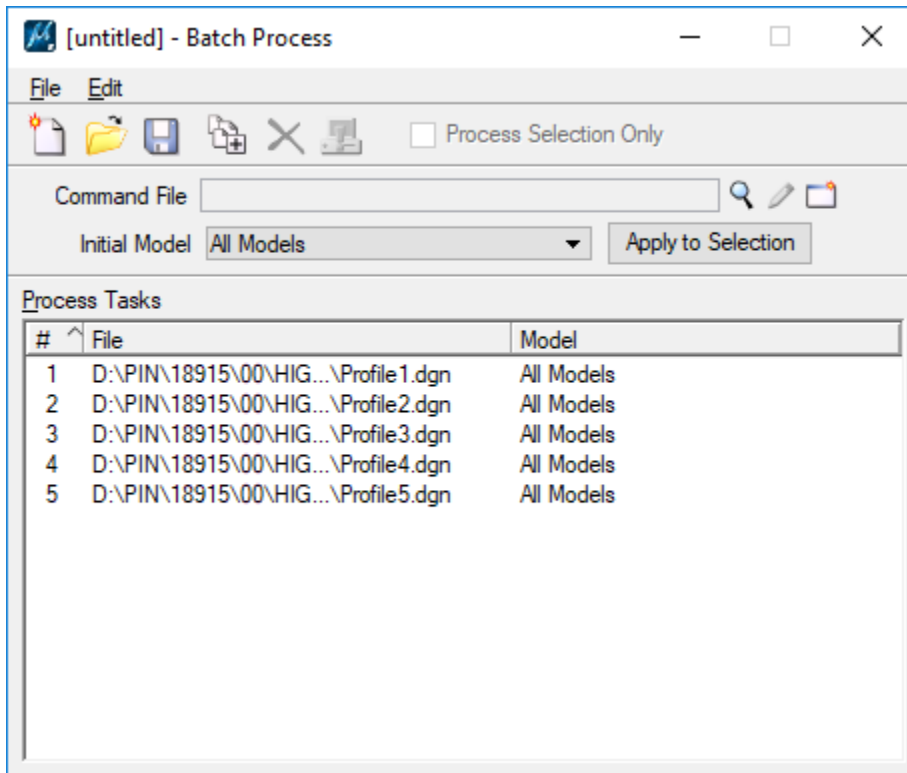 [untitled] - Batch Process
File Edit
Process Selection Only
Command File
Initial Model All Models Apply to Selection
Process Tasks
# File Model
1 D:\PIN\18915\00\HIG...\Profile1.dgn All Models
2 D:\PIN\18915\00\HIG...\Profile2.dgn All Models
3 D:\PIN\18915\00\HIG...\Profile3.dgn All Models
4 D:\PIN\18915\00\HIG...\Profile4.dgn All Models
5 D:\PIN\18915\00\HIG...\Profile5.dgn All Models